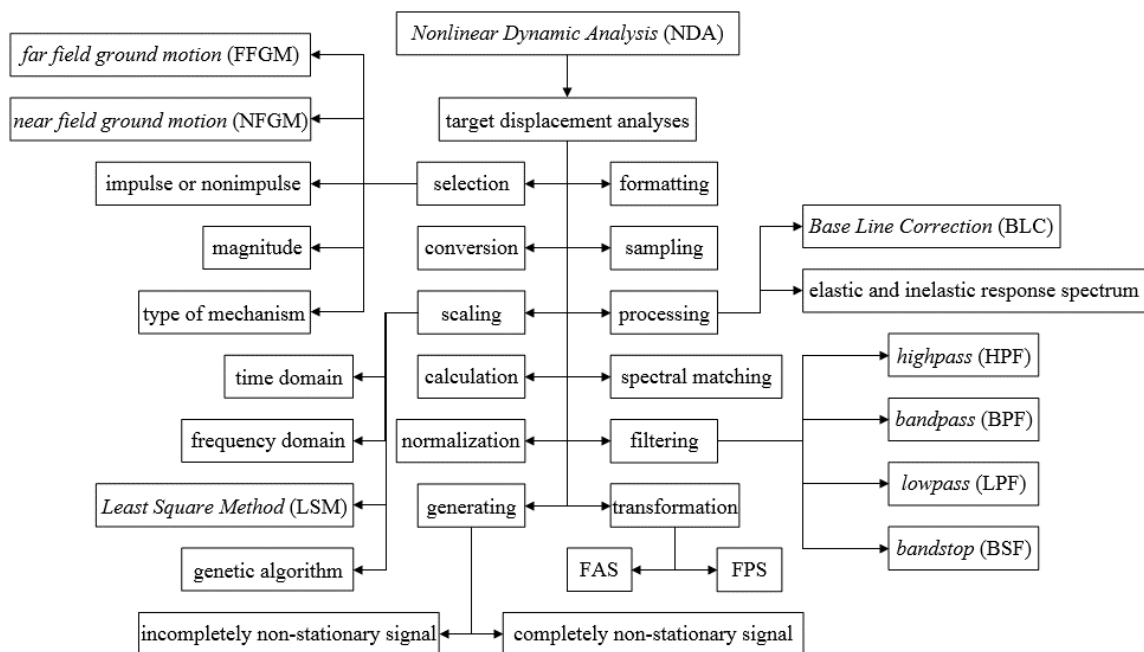 Nonlinear Dynamic Analysis (NDA)
target displacement analyses
far field ground motion (FFGM)
near field ground motion (NFGM)
impulse or nonimpulse
magnitude
type of mechanism
selection
formatting
conversion
sampling
scaling
processing
calculation
spectral matching
normalization
filtering
generating
transformation
Base Line Correction (BLC)
elastic and inelastic response spectrum
time domain
frequency domain
Least Square Method (LSM)
genetic algorithm
highpass (HPF)
bandpass (BPF)
lowpass (LPF)
bandstop (BSF)
FAS
FPS
incompletely non-stationary signal
completely non-stationary signal